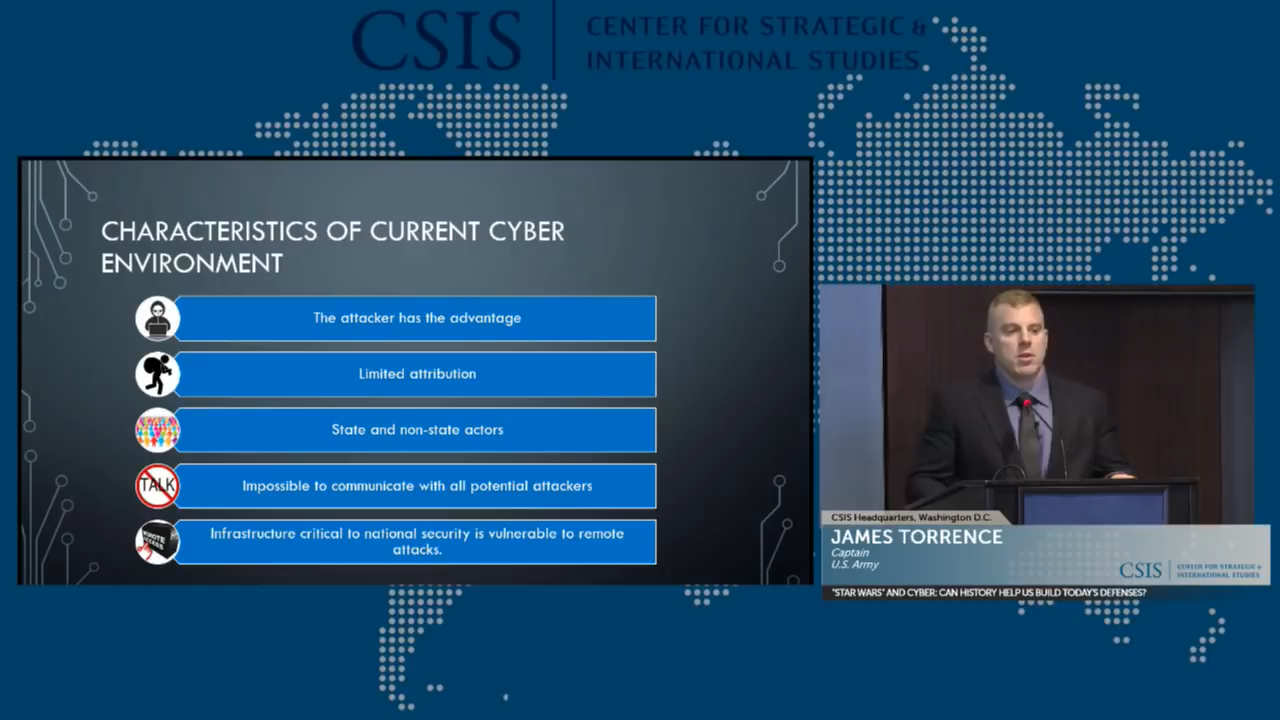 CSIS
CENTER FOR STRATEGIC &
INTERNATIONAL STUDIES
CHARACTERISTICS OF CURRENT CYBER
ENVIRONMENT
The attacker has the advantage
Limited attribution
State and non-state actors
TALK
Impossible to communicate with all potential attackers
REMOTE
ACCESS
Infrastructure critical to national security is vulnerable to remote
attacks.
CSIS Headquarters, Washington D.C.
JAMES TORRENCE
Captain
U.S. Army
CSIS
CENTER FOR STRATEGIC &
INTERNATIONAL STUDIES
"STAR WARS" AND CYBER: CAN HISTORY HELP US BUILD TODAY'S DEFENSES?